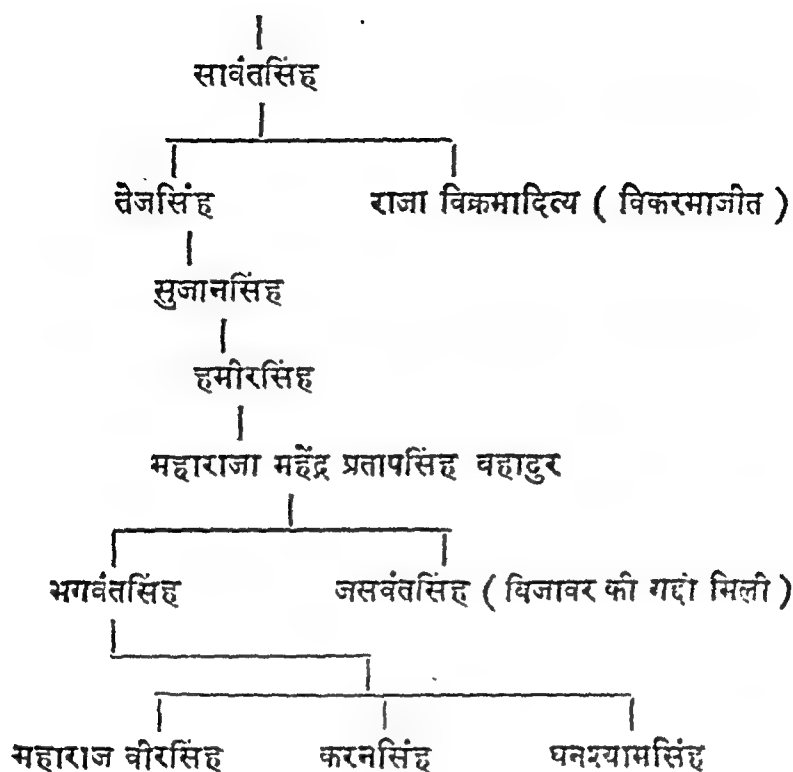 सावंतसिंह
तेजसिंह राजा विक्रमादित्य ( विकरमाजीत )
सुजानसिंह
हमीरसिंह
महाराजा महेंद्र प्रतापसिंह वहादुर
भगवंतसिंह जसवंतसिंह ( विजावर की गद्दी मिली )
महाराज वीरसिंह करनसिंह घनश्यामसिंह